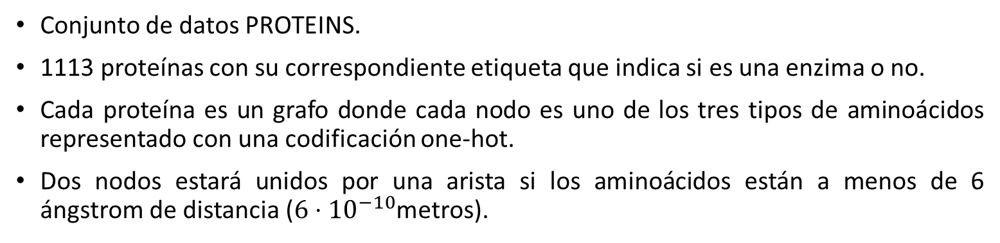 • Conjunto de datos PROTEINS.
• 1113 proteínas con su correspondiente etiqueta que indica si es una enzima o no.
• Cada proteína es un grafo donde cada nodo es uno de los tres tipos de aminoácidos
representado con una codificación one-hot.
• Dos nodos estará unidos por una arista si los aminoácidos están a menos de 6
ángstrom de distancia (6 · 10⁻¹⁰metros).